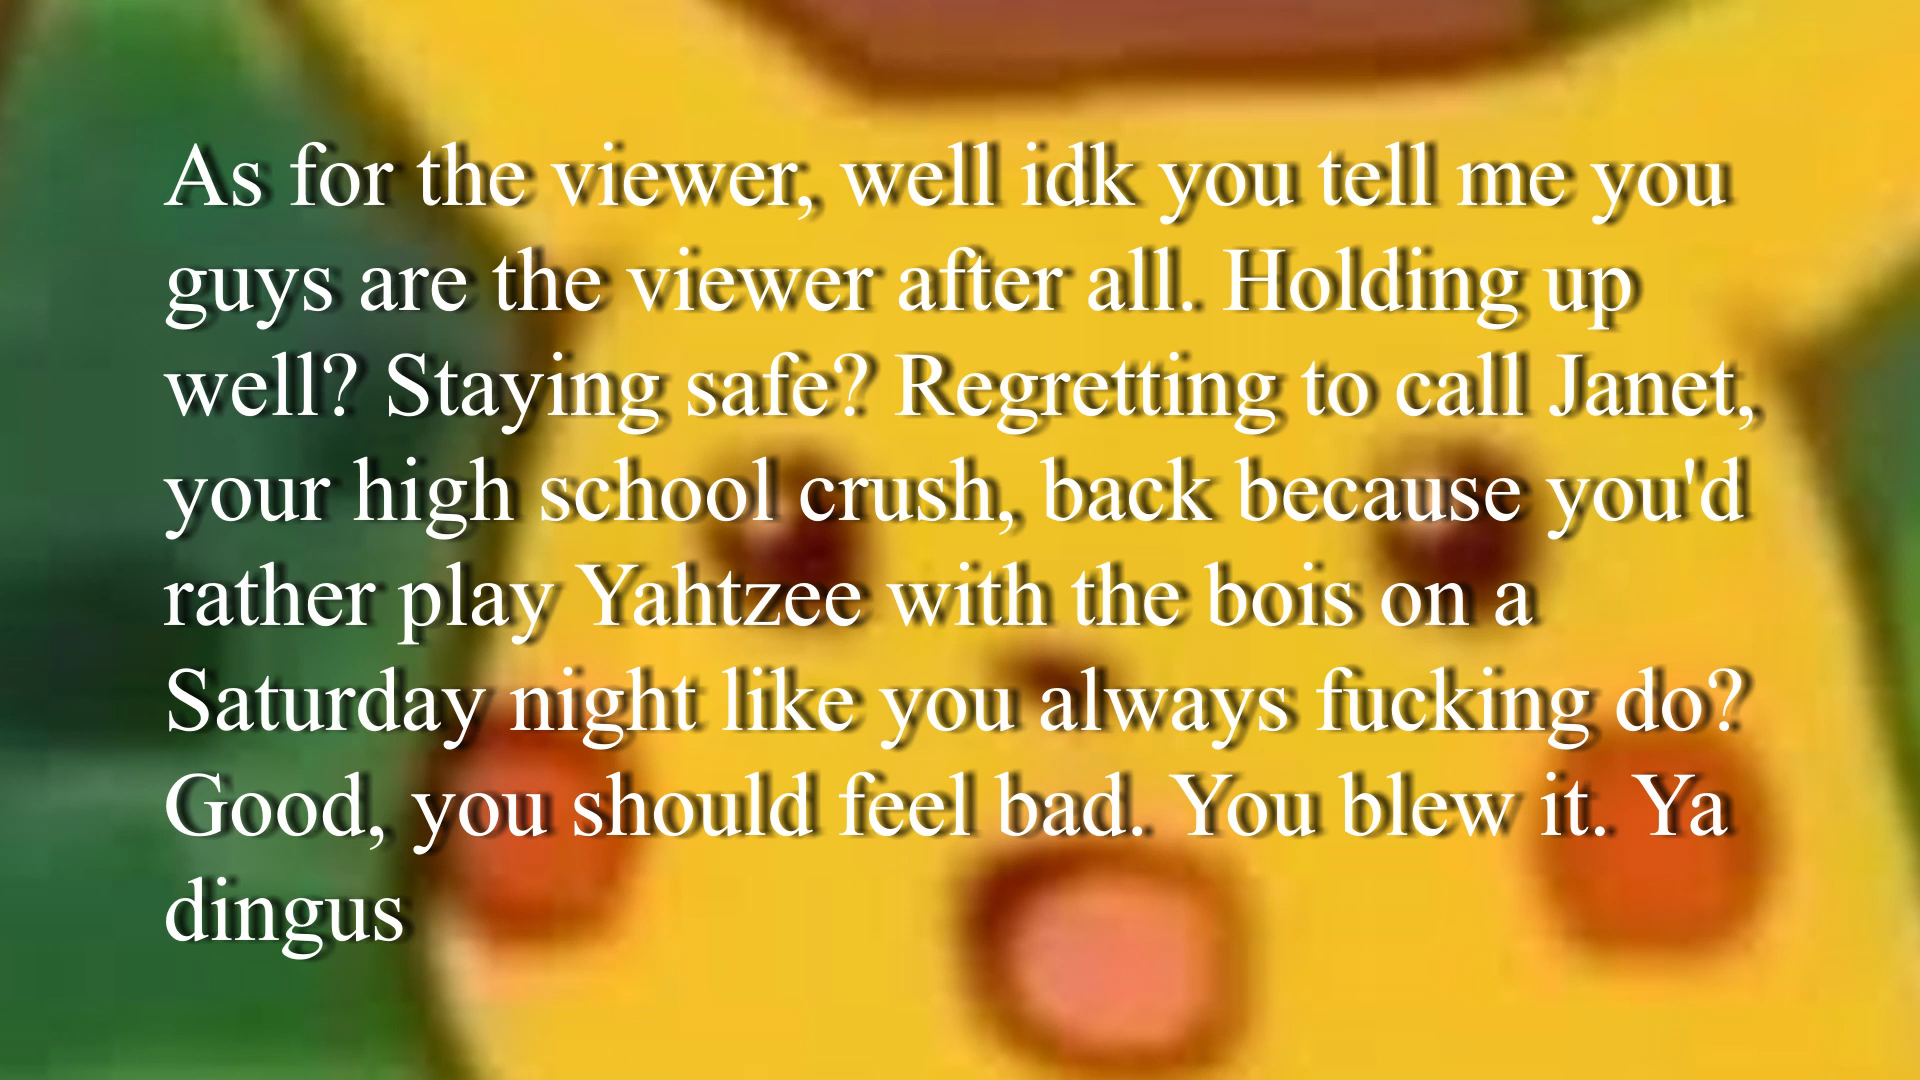 As for the viewer, well idk you tell me you
guys are the viewer after all. Holding up
well? Staying safe? Regretting to call Janet,
your high school crush, back because you'd
rather play Yahtzee with the bois on a
Saturday night like you always fucking do?
Good, you should feel bad. You blew it. Ya
dingus